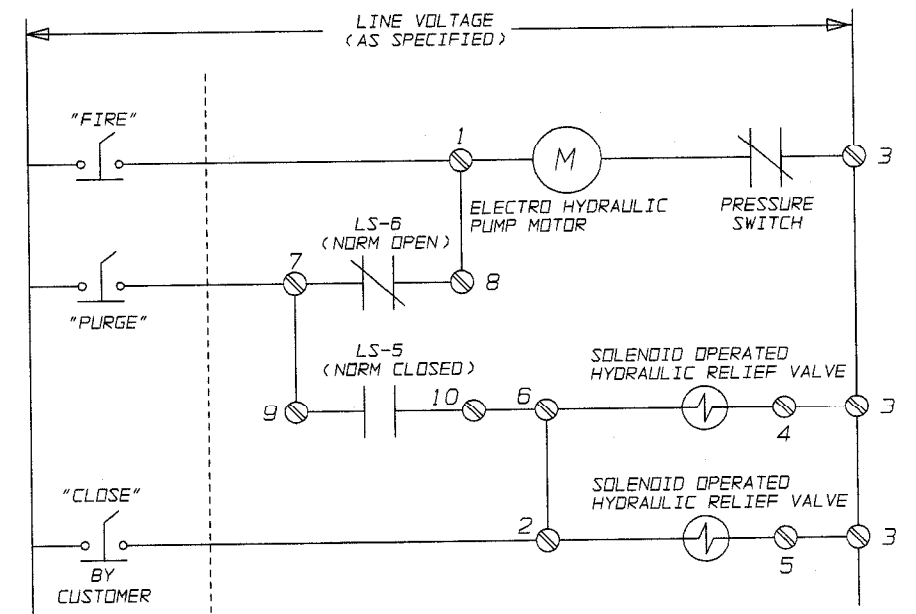 LINE VOLTAGE
(AS SPECIFIED)
"FIRE"
1
M
3
ELECTRO HYDRAULIC
PUMP MOTOR
PRESSURE
SWITCH
LS-6
(NORM OPEN)
7
8
"PURGE"
LS-5
(NORM CLOSED)
9
10
6
SOLENOID OPERATED
HYDRAULIC RELIEF VALVE
4
3
"CLOSE"
2
SOLENOID OPERATED
HYDRAULIC RELIEF VALVE
5
3
BY
CUSTOMER